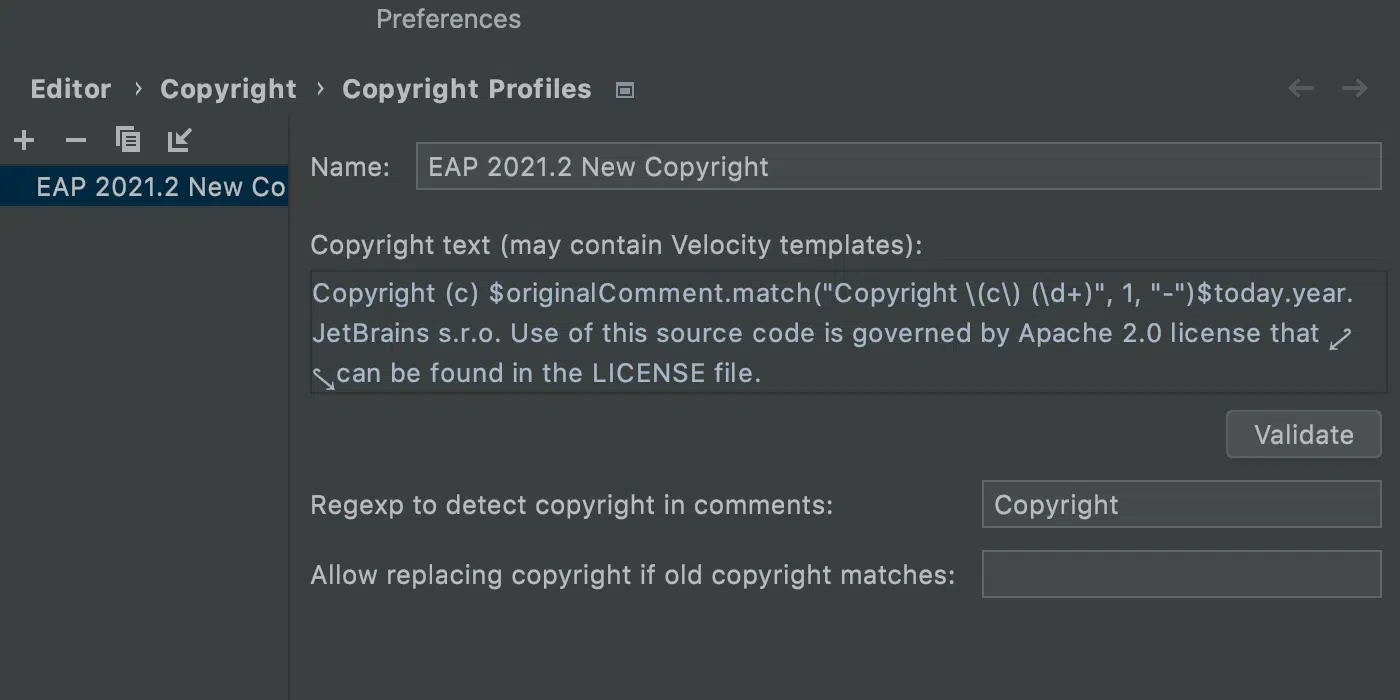 Preferences
Editor › Copyright › Copyright Profiles
EAP 2021.2 New Co
Name: EAP 2021.2 New Copyright
Copyright text (may contain Velocity templates):
Copyright (c) $originalComment.match("Copyright \(c\) (\d+)", 1, "-")$today.year.
JetBrains s.r.o. Use of this source code is governed by Apache 2.0 license that
can be found in the LICENSE file.
Validate
Regexp to detect copyright in comments: Copyright
Allow replacing copyright if old copyright matches: